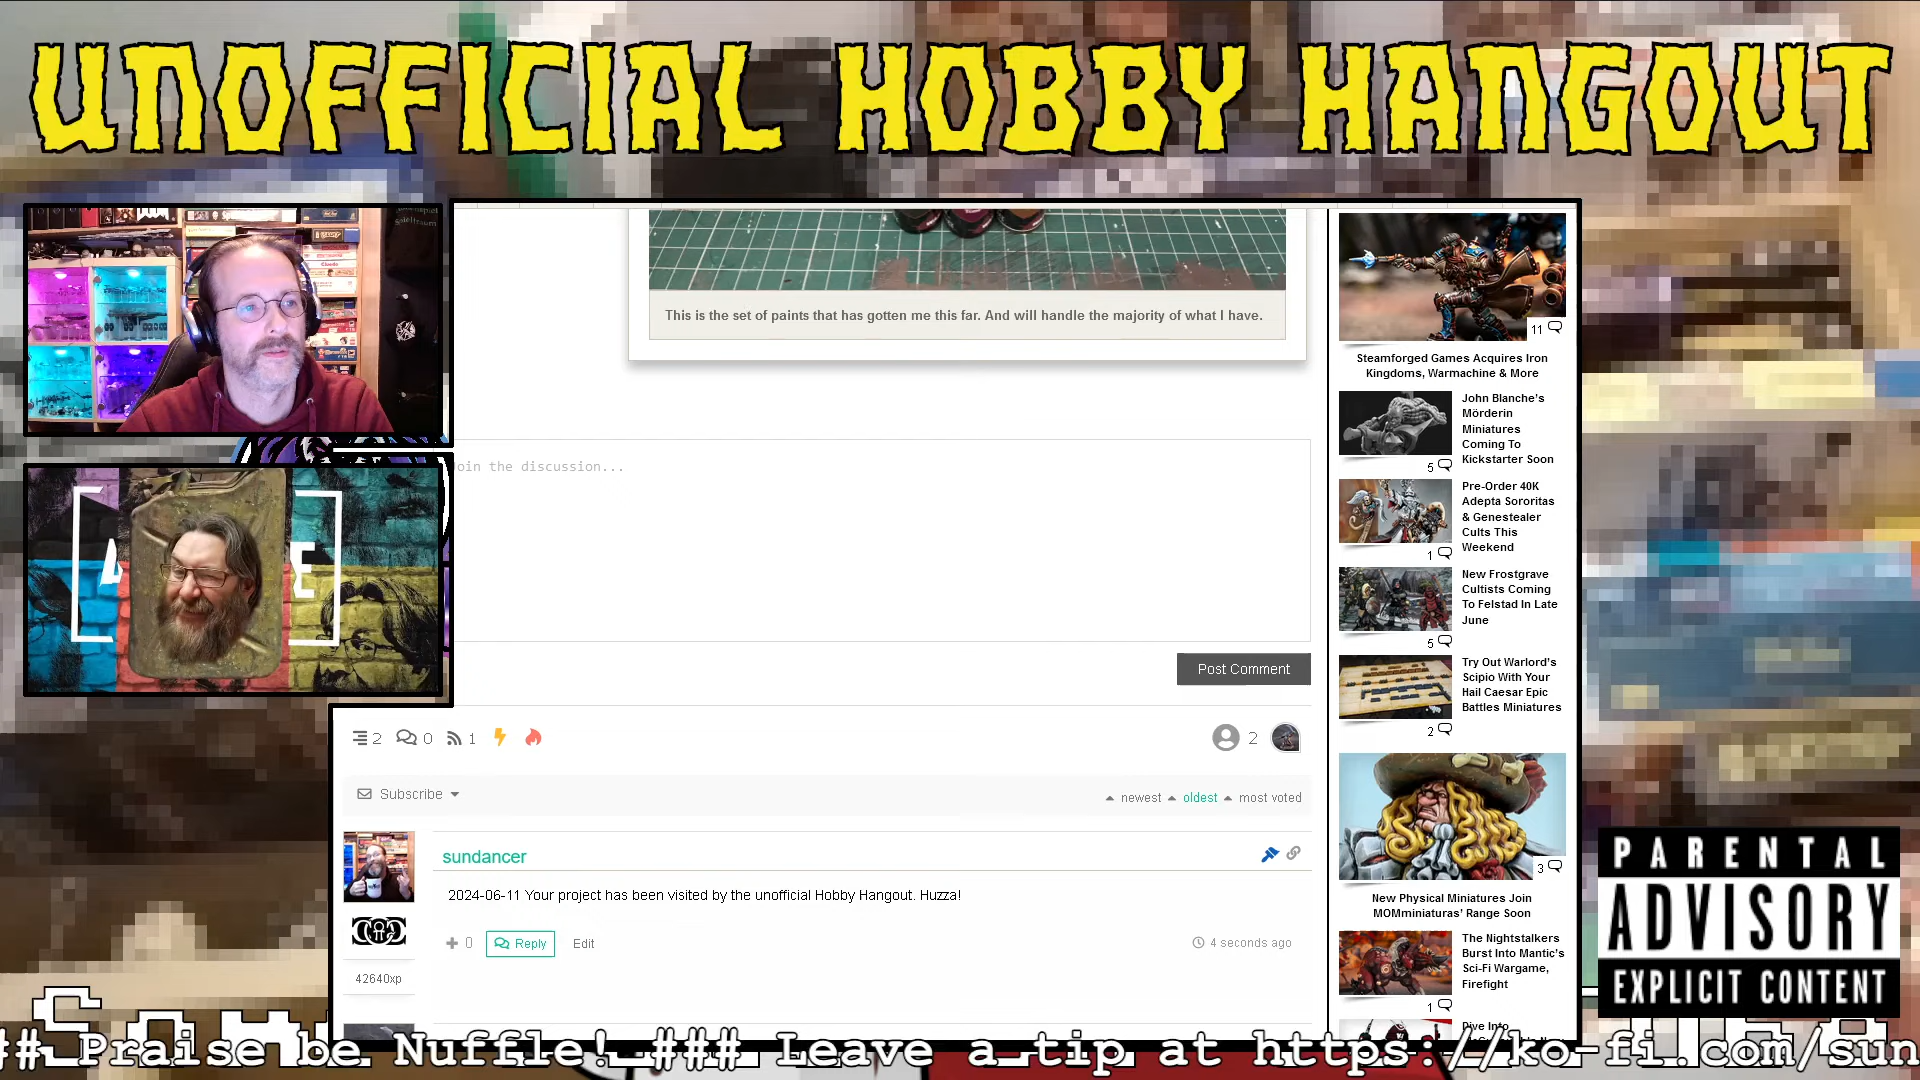 UNOFFICIAL HOBBY HANGOUT
This is the set of paints that has gotten me this far. And will handle the majority of what I have.
oin the discussion...
Post Comment
2 0 1
2
Subscribe
newest oldest most voted
sundancer
2024-06-11 Your project has been visited by the unofficial Hobby Hangout. Huzza!
0 Reply Edit
4 seconds ago
42640xp
11
Steamforged Games Acquires Iron
Kingdoms, Warmachine & More
John Blanche's
Mörderin
Miniatures
Coming To
Kickstarter Soon
5
Pre-Order 40K
Adepta Sororitas
& Genestealer
Cults This
Weekend
1
New Frostgrave
Cultists Coming
To Felstad In Late
June
5
Try Out Warlord's
Scipio With Your
Hail Caesar Epic
Battles Miniatures
2
3
New Physical Miniatures Join
MOMminiaturas' Range Soon
The Nightstalkers
Burst Into Mantic's
Sci-Fi Wargame,
Firefight
1
Dive Into
PARENTAL
ADVISORY
EXPLICIT CONTENT
## Praise be Nuffle! ### Leave a tip at https://ko-fi.com/sun